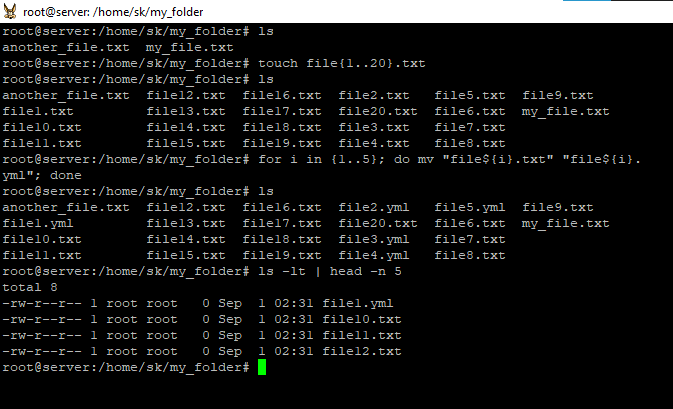 root@server: /home/sk/my_folder
root@server:/home/sk/my_folder# ls
another_file.txt  my_file.txt
root@server:/home/sk/my_folder# touch file{1..20}.txt
root@server:/home/sk/my_folder# ls
another_file.txt  file12.txt  file16.txt  file2.txt   file5.txt  file9.txt
file1.txt         file13.txt  file17.txt  file20.txt  file6.txt  my_file.txt
file10.txt        file14.txt  file18.txt  file3.txt   file7.txt
file11.txt        file15.txt  file19.txt  file4.txt   file8.txt
root@server:/home/sk/my_folder# for i in {1..5}; do mv "file${i}.txt" "file${i}.
yml"; done
root@server:/home/sk/my_folder# ls
another_file.txt  file12.txt  file16.txt  file2.yml   file5.yml  file9.txt
file1.yml         file13.txt  file17.txt  file20.txt  file6.txt  my_file.txt
file10.txt        file14.txt  file18.txt  file3.yml   file7.txt
file11.txt        file15.txt  file19.txt  file4.yml   file8.txt
root@server:/home/sk/my_folder# ls -lt | head -n 5
total 8
-rw-r--r-- 1 root root   0 Sep  1 02:31 file1.yml
-rw-r--r-- 1 root root   0 Sep  1 02:31 file10.txt
-rw-r--r-- 1 root root   0 Sep  1 02:31 file11.txt
-rw-r--r-- 1 root root   0 Sep  1 02:31 file12.txt
root@server:/home/sk/my_folder#